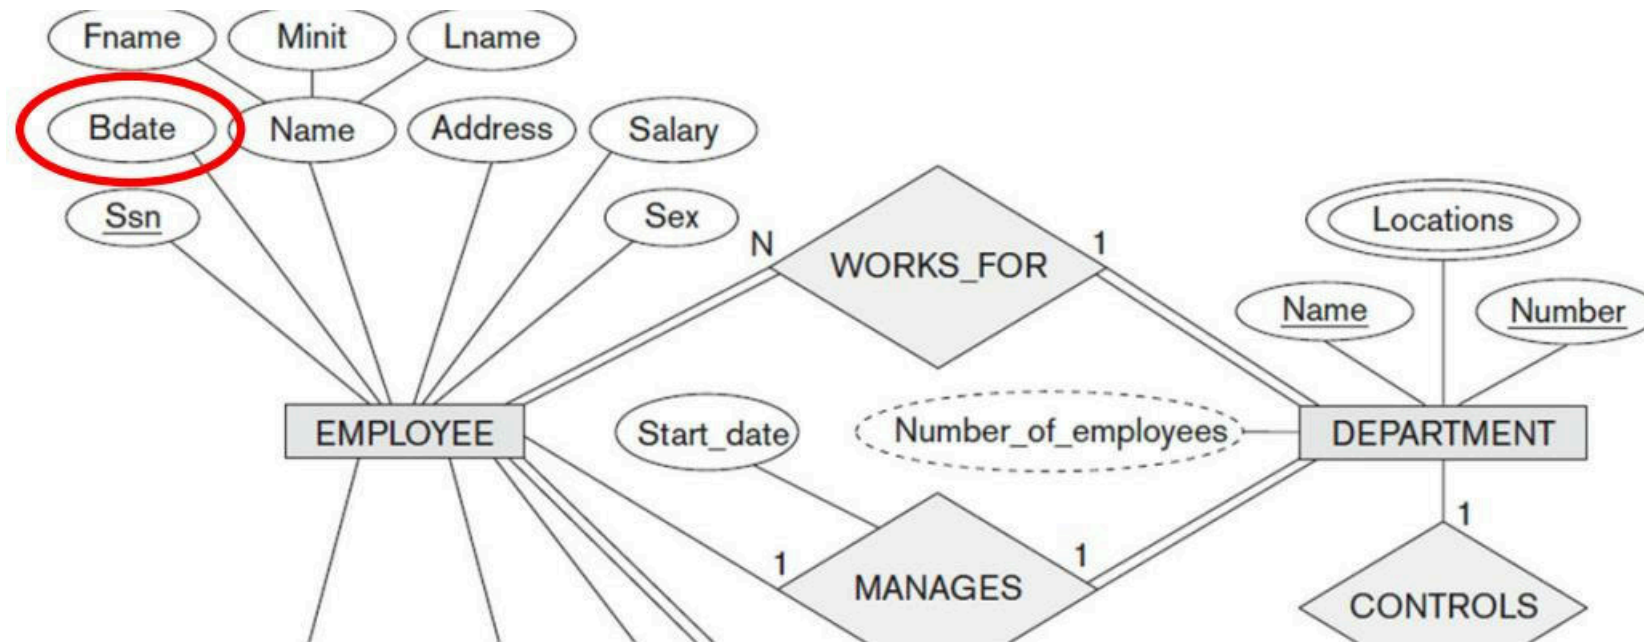 Fname
Minit
Lname
Bdate
Name
Address
Salary
Ssn
Sex
N
WORKS_FOR
1
Locations
Name
Number
EMPLOYEE
Start_date
Number_of_employees
DEPARTMENT
1
1
1
MANAGES
CONTROLS